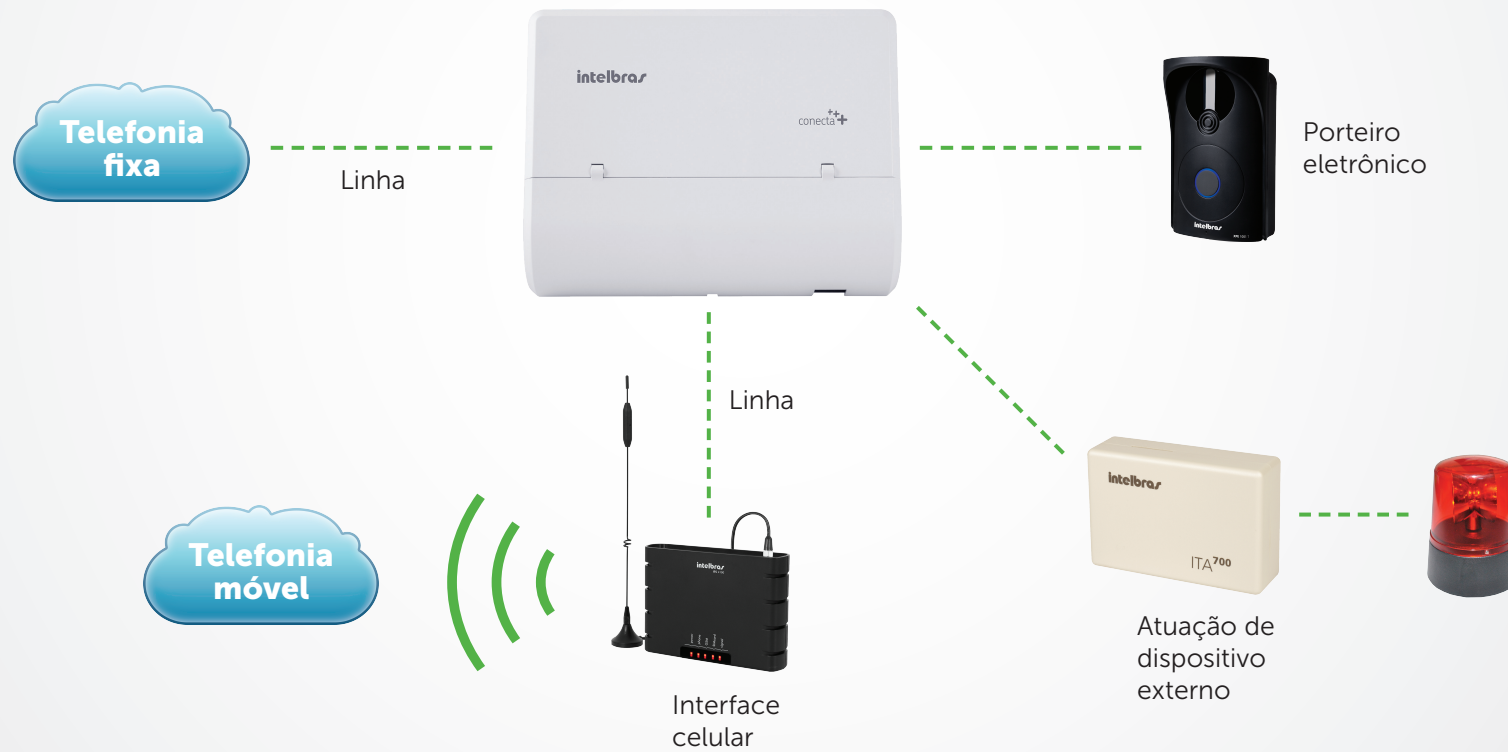 intelbras
conecta
Telefonia
fixa
Linha
Porteiro
eletrônico
intelbras
Linha
intelbras
ITA700
Telefonia
móvel
intelbras
Atuação de
dispositivo
externo
Interface
celular